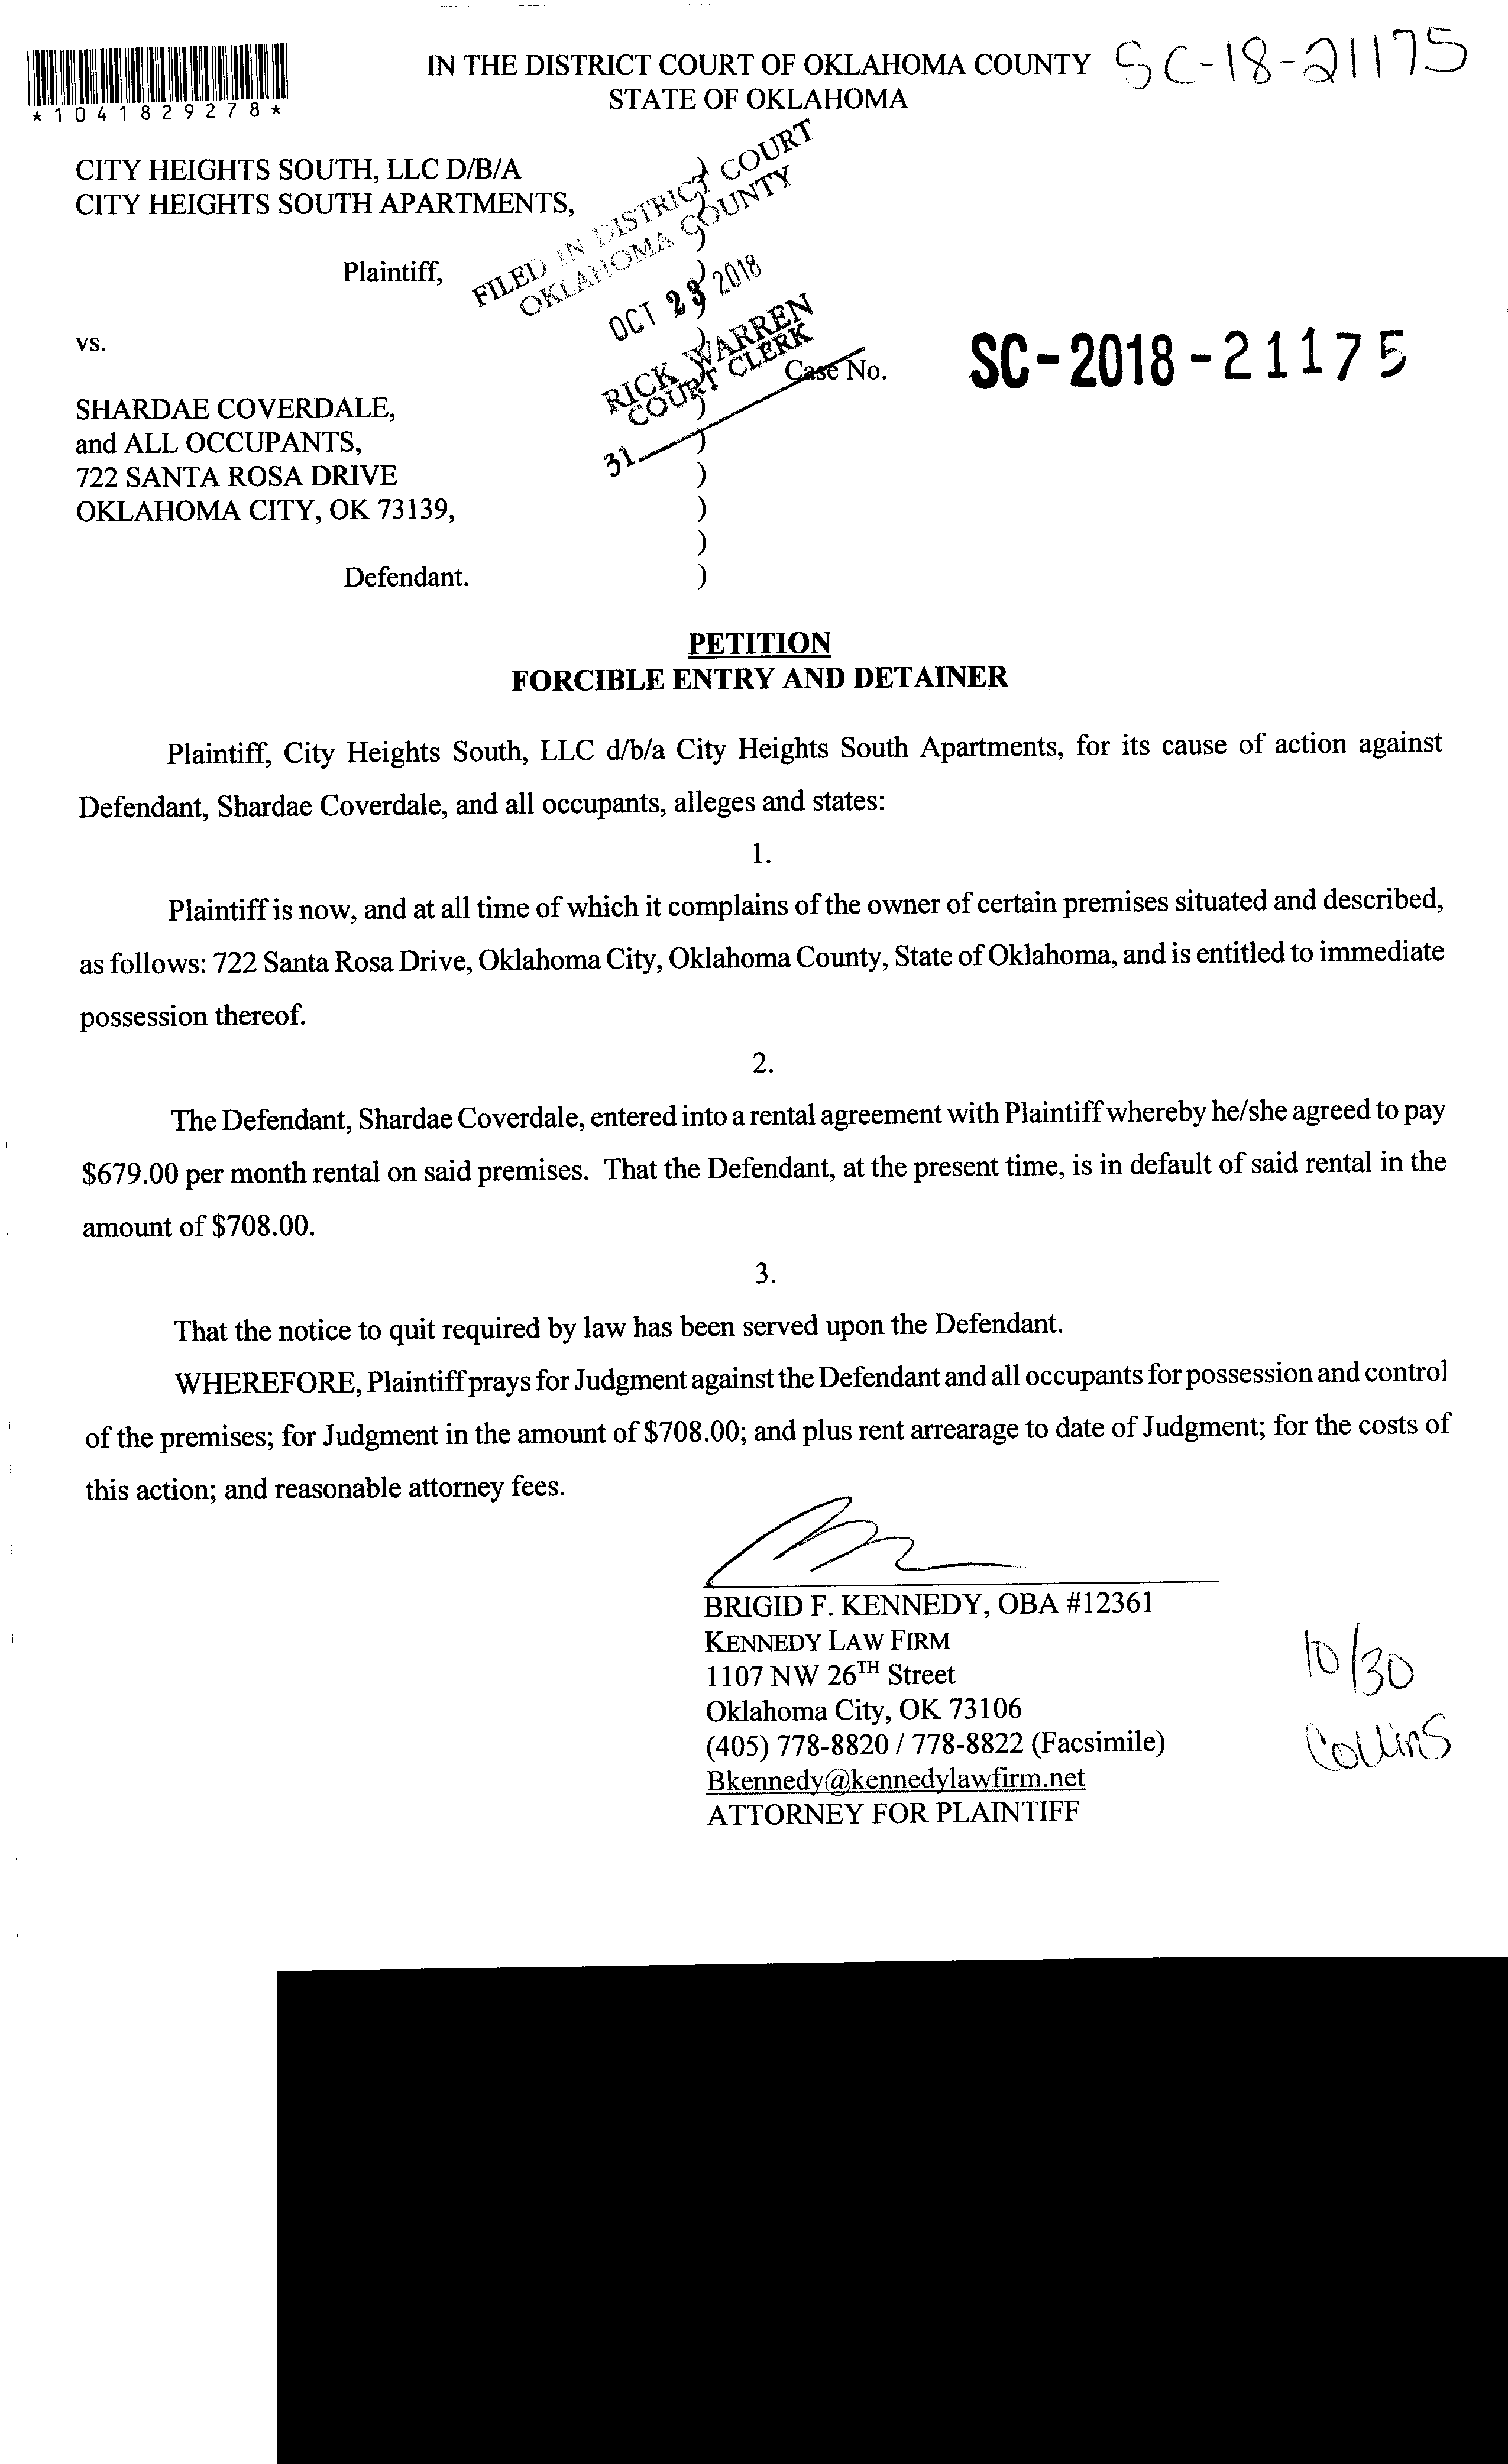 *1041829278*
IN THE DISTRICT COURT OF OKLAHOMA COUNTY
SC-18-21175
STATE OF OKLAHOMA
CITY HEIGHTS SOUTH, LLC D/B/A
CITY HEIGHTS SOUTH APARTMENTS,
Plaintiff,
vs.
SHARDAE COVERDALE,
and ALL OCCUPANTS,
722 SANTA ROSA DRIVE
OKLAHOMA CITY, OK 73139,
Defendant.
)
)
)
)
)
)
)
)
)
)
FILED IN DISTRICT COURT
OKLAHOMA COUNTY
OCT 23 2018
RICK WARREN
COURT CLERK
31
Case No.
SC-2018-21175
PETITION
FORCIBLE ENTRY AND DETAINER
Plaintiff, City Heights South, LLC d/b/a City Heights South Apartments, for its cause of action against
Defendant, Shardae Coverdale, and all occupants, alleges and states:
1.
Plaintiff is now, and at all time of which it complains of the owner of certain premises situated and described,
as follows: 722 Santa Rosa Drive, Oklahoma City, Oklahoma County, State of Oklahoma, and is entitled to immediate
possession thereof.
2.
The Defendant, Shardae Coverdale, entered into a rental agreement with Plaintiff whereby he/she agreed to pay
$679.00 per month rental on said premises. That the Defendant, at the present time, is in default of said rental in the
amount of $708.00.
3.
That the notice to quit required by law has been served upon the Defendant.
WHEREFORE, Plaintiff prays for Judgment against the Defendant and all occupants for possession and control
of the premises; for Judgment in the amount of $708.00; and plus rent arrearage to date of Judgment; for the costs of
this action; and reasonable attorney fees.
BRIGID F. KENNEDY, OBA #12361
KENNEDY LAW FIRM
1107 NW 26TH Street
Oklahoma City, OK 73106
(405) 778-8820 / 778-8822 (Facsimile)
Bkennedy@kennedylawfirm.net
ATTORNEY FOR PLAINTIFF
10/30
Collins